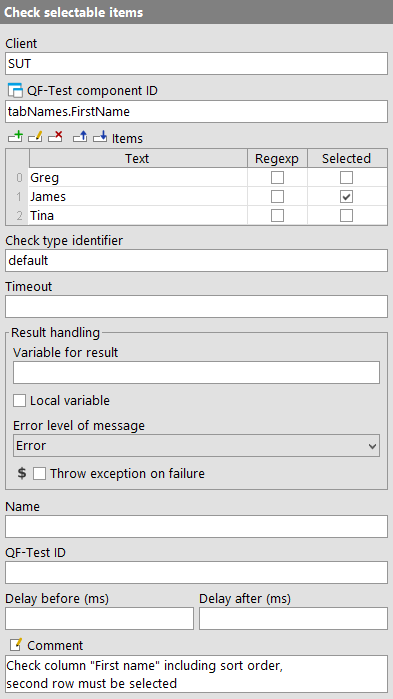 Check selectable items
Client
SUT
QF-Test component ID
tabNames.FirstName
Items
Text Regexp Selected
0 Greg
1 James
2 Tina
Check type identifier
default
Timeout
Result handling
Variable for result
Local variable
Error level of message
Error
$ Throw exception on failure
Name
QF-Test ID
Delay before (ms) Delay after (ms)
Comment
Check column "First name" including sort order,
second row must be selected